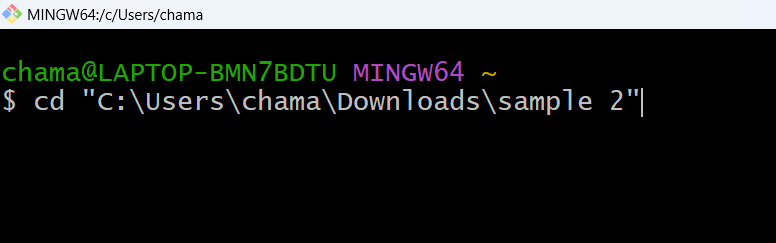 MINGW64:/c/Users/chama
chama@LAPTOP-BMN7BDTU MINGW64 ~
$ cd "C:\Users\chama\Downloads\sample 2"